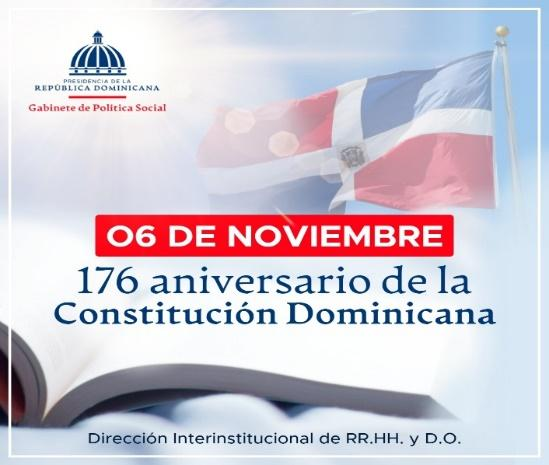 PRESIDENCIA DE LA
REPÚBLICA DOMINICANA
Gabinete de Política Social
06 DE NOVIEMBRE
176 aniversario de la
Constitución Dominicana
Dirección Interinstitucional de RR.HH. y D.O.